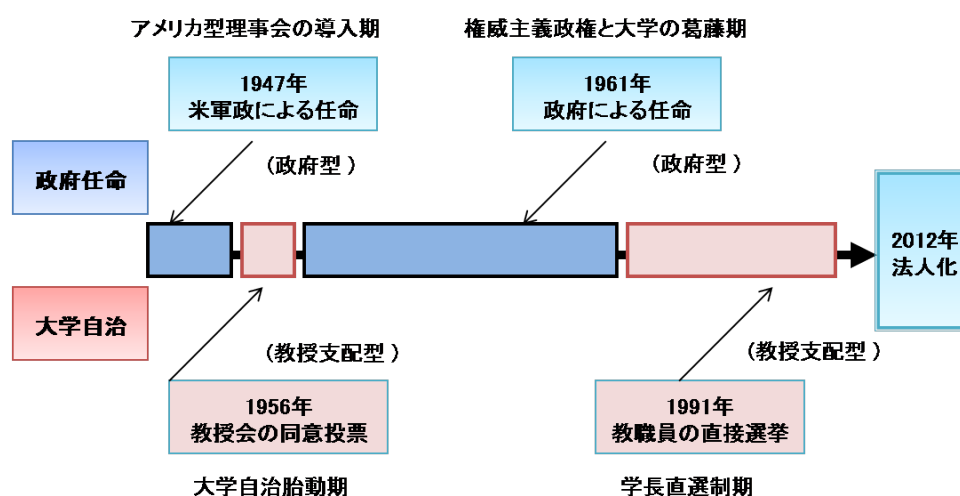 アメリカ型理事会の導入期
権威主義政権と大学の葛藤期
1947年
米軍政による任命
1961年
政府による任命
(政府型 )
(政府型 )
政府任命
2012年
法人化
大学自治
(教授支配型 )
(教授支配型 )
1956年
教授会の同意投票
1991年
教職員の直接選挙
大学自治胎動期
学長直選制期